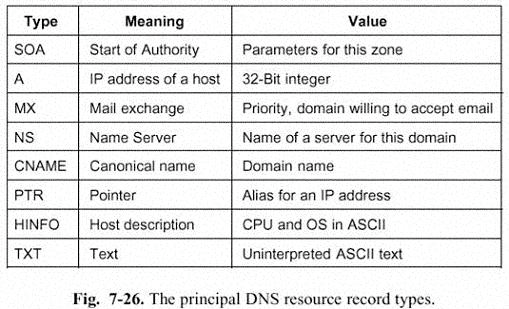 Type Meaning Value
SOA Start of Authority Parameters for this zone
A IP address of a host 32-Bit integer
MX Mail exchange Priority, domain willing to accept email
NS Name Server Name of a server for this domain
CNAME Canonical name Domain name
PTR Pointer Alias for an IP address
HINFO Host description CPU and OS in ASCII
TXT Text Uninterpreted ASCII text
Fig. 7-26. The principal DNS resource record types.